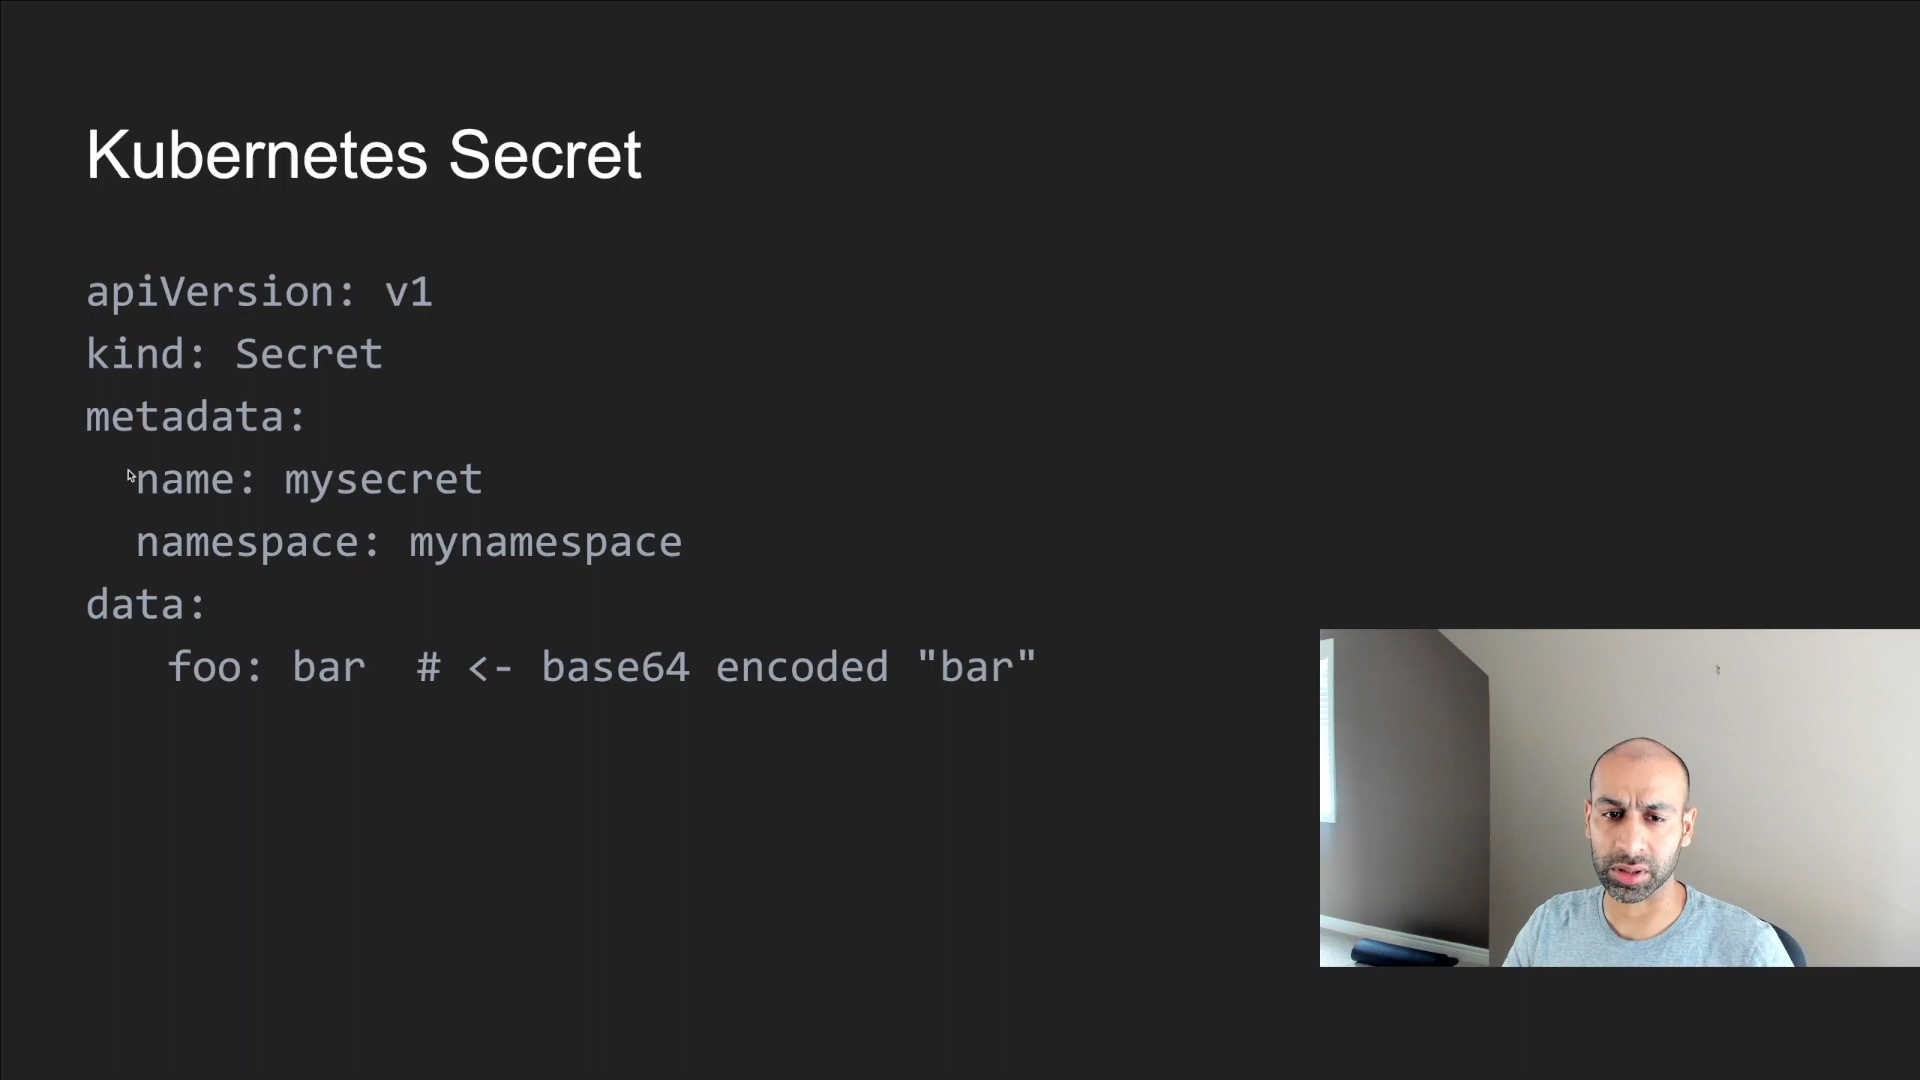 Kubernetes Secret
apiVersion: v1
kind: Secret
metadata:
  name: mysecret
  namespace: mynamespace
data:
   foo: bar  # <- base64 encoded "bar"